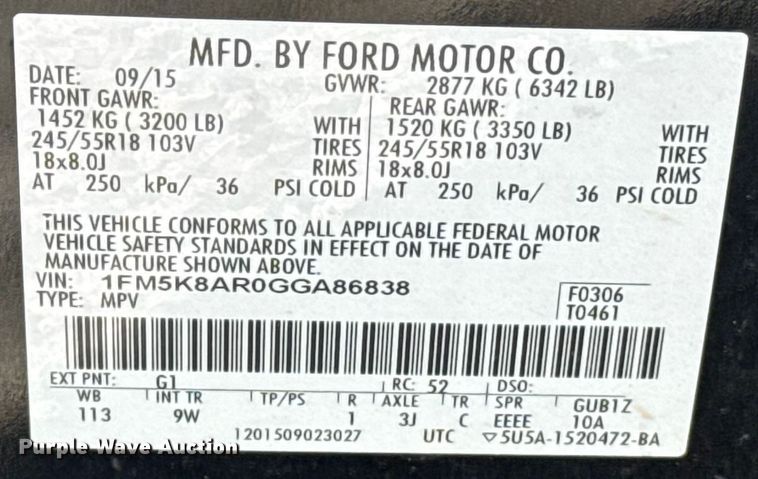 MFD. BY FORD MOTOR CO.
DATE: 09/15 GVWR: 2877 KG ( 6342 LB)
FRONT GAWR: REAR GAWR:
1452 KG ( 3200 LB) WITH 1520 KG ( 3350 LB) WITH
245/55R18 103V TIRES 245/55R18 103V TIRES
18x8.0J RIMS 18x8.0J RIMS
AT 250 kPa/ 36 PSI COLD AT 250 kPa/ 36 PSI COLD
THIS VEHICLE CONFORMS TO ALL APPLICABLE FEDERAL MOTOR
VEHICLE SAFETY STANDARDS IN EFFECT ON THE DATE OF
MANUFACTURE SHOWN ABOVE.
VIN: 1FM5K8AR0GGA86838 F0306
TYPE: MPV T0461
EXT PNT: G1 RC: 52 DSO:
WB INT TR TP/PS R AXLE TR SPR GUB1Z
113 9W 1 3J C EEEE 10A
1201509023027 UTC ▽5U5A-1520472-BA
Purple Wave Auction